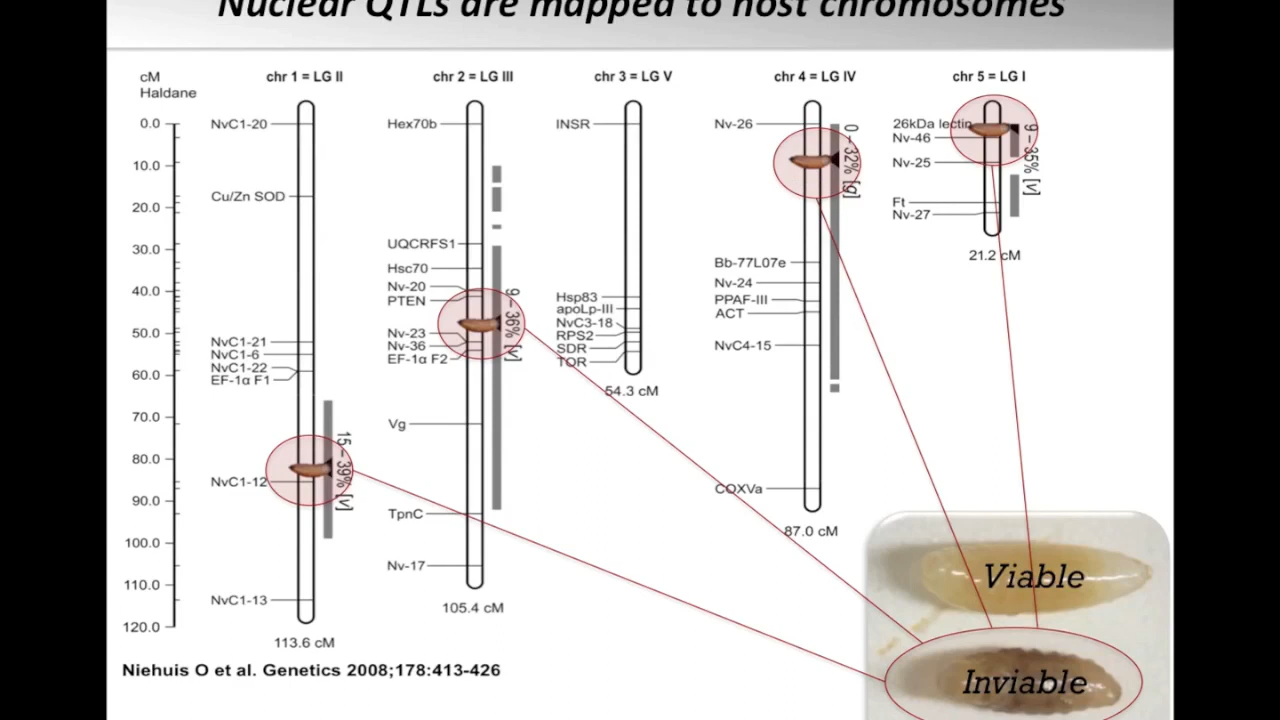 Nuclear QTLs are mapped to host chromosomes
cM
Haldane
0.0
10.0
20.0
30.0
40.0
50.0
60.0
70.0
80.0
90.0
100.0
110.0
120.0
chr 1 = LG II
NvC1-20
Cu/Zn SOD
NvC1-21
NvC1-6
NvC1-22
EF-1α F1
NvC1-12
NvC1-13
15 – 39% [v]
113.6 cM
chr 2 = LG III
Hex70b
UQCRFS1
Hsc70
Nv-20
PTEN
Nv-23
Nv-36
EF-1α F2
Vg
TpnC
Nv-17
9 – 36% [v]
105.4 cM
chr 3 = LG V
INSR
Hsp83
apoLp-III
NvC3-18
RPS2
SDR
TOR
54.3 cM
chr 4 = LG IV
Nv-26
Bb-77L07e
Nv-24
PPAF-III
ACT
NvC4-15
COXVa
0 – 32% [g]
87.0 cM
chr 5 = LG I
26kDa lectin
Nv-46
Nv-25
Ft
Nv-27
9 – 35% [v]
21.2 cM
Viable
Inviable
Niehuis O et al. Genetics 2008;178:413-426